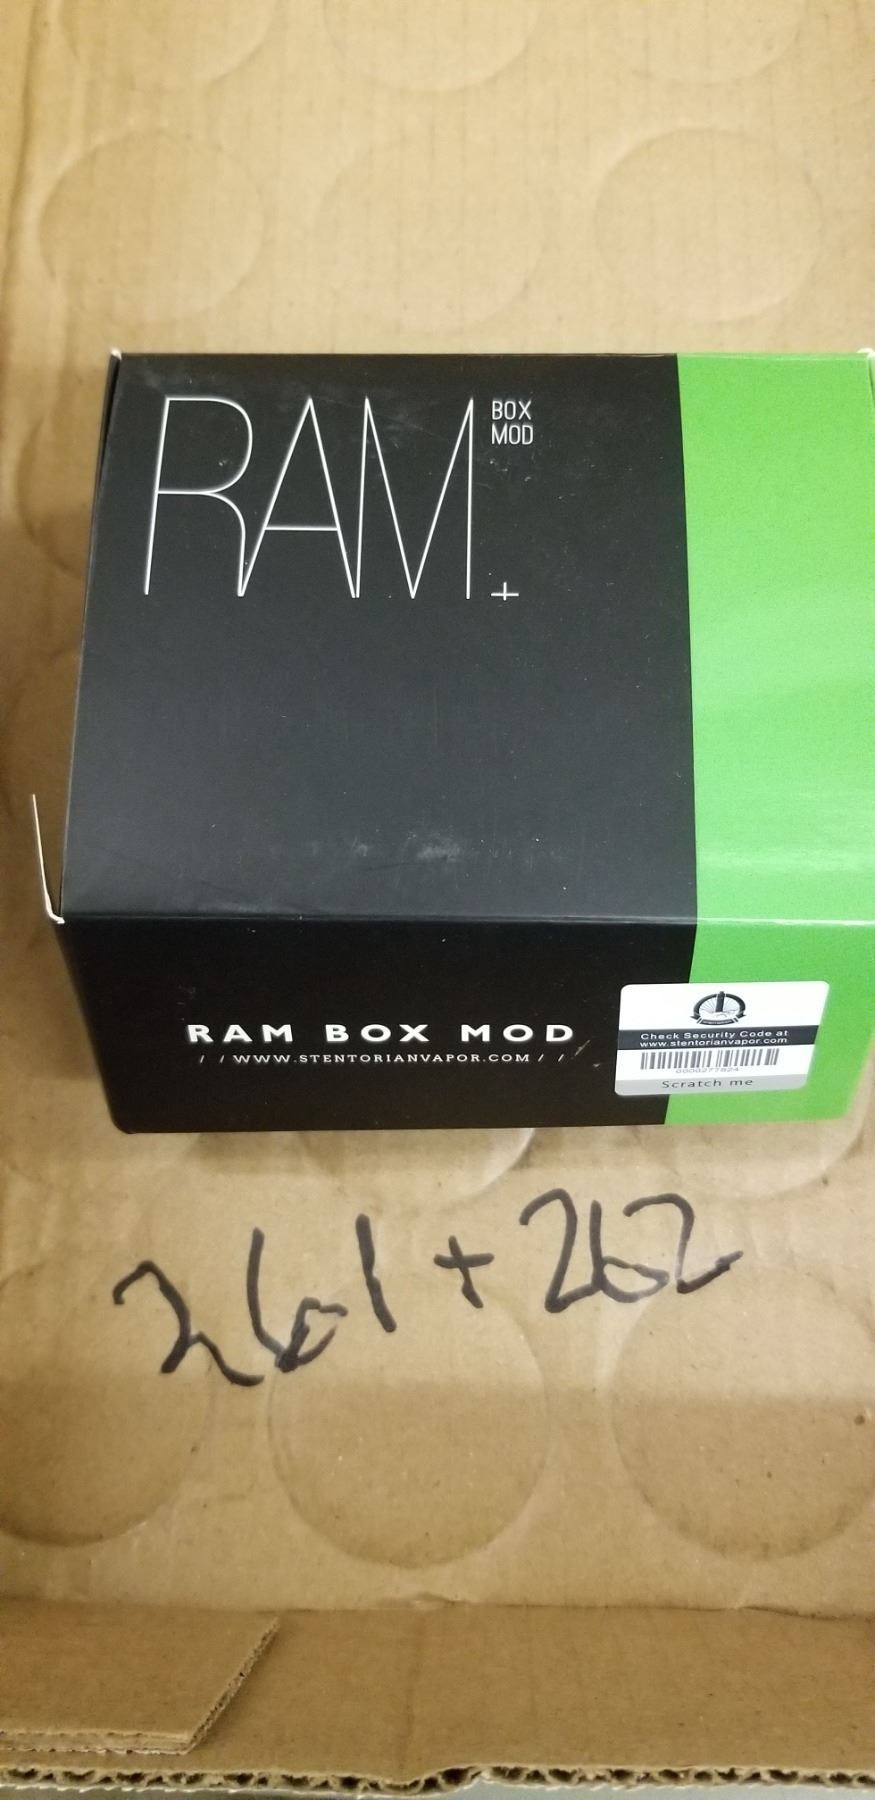 RAM
BOX
MOD
+
RAM BOX MOD
/ / WWW.STENTORIANVAPOR.COM / /
Check Security Code at
www.stentorianvapor.com
0000277824
Scratch me
261 + 262